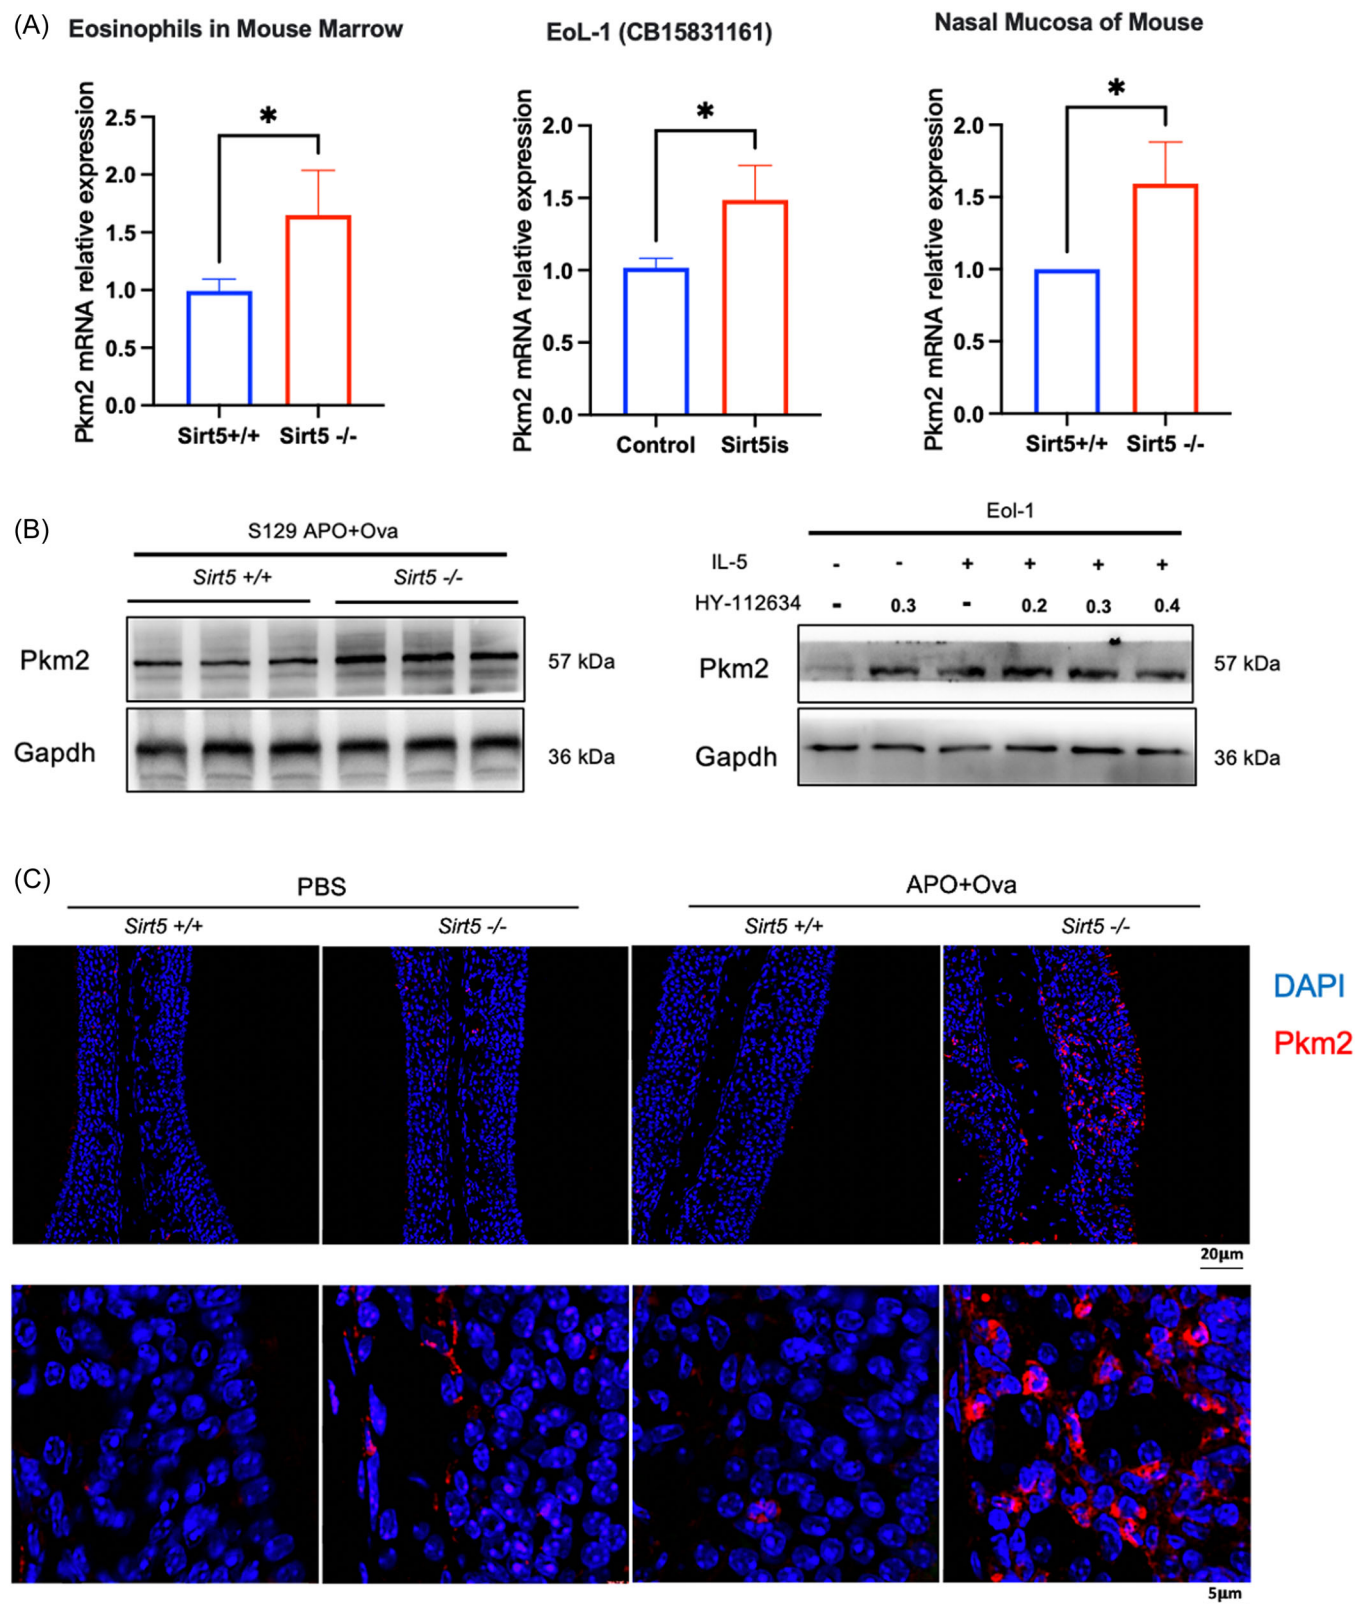 (A)
Eosinophils in Mouse Marrow
Pkm2 mRNA relative expression
2.5
2.0
1.5
1.0
0.5
0.0
*
Sirt5+/+ Sirt5 -/-
EoL-1 (CB15831161)
Pkm2 mRNA relative expression
2.0
1.5
1.0
0.5
0.0
*
Control Sirt5is
Nasal Mucosa of Mouse
Pkm2 mRNA relative expression
2.0
1.5
1.0
0.5
0.0
*
Sirt5+/+ Sirt5 -/-
(B)
S129 APO+Ova
Sirt5 +/+ Sirt5 -/-
Pkm2 57 kDa
Gapdh 36 kDa
Eol-1
IL-5 - - + + + +
HY-112634 - 0.3 - 0.2 0.3 0.4
Pkm2 57 kDa
Gapdh 36 kDa
(C)
PBS APO+Ova
Sirt5 +/+ Sirt5 -/- Sirt5 +/+ Sirt5 -/-
DAPI
Pkm2
20μm
5μm